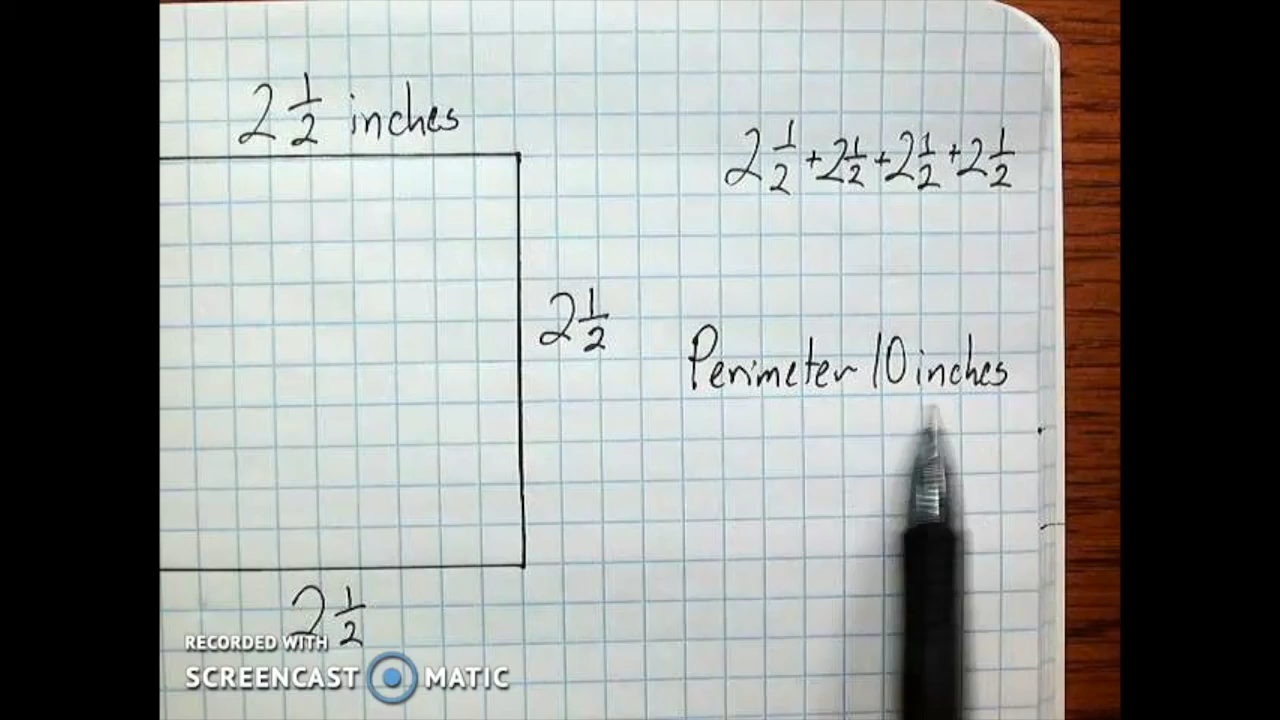 2 1/2 inches
2 1/2 + 2 1/2 + 2 1/2 + 2 1/2
2 1/2
Perimeter 10 inches
2 1/2
RECORDED WITH
SCREENCAST MATIC